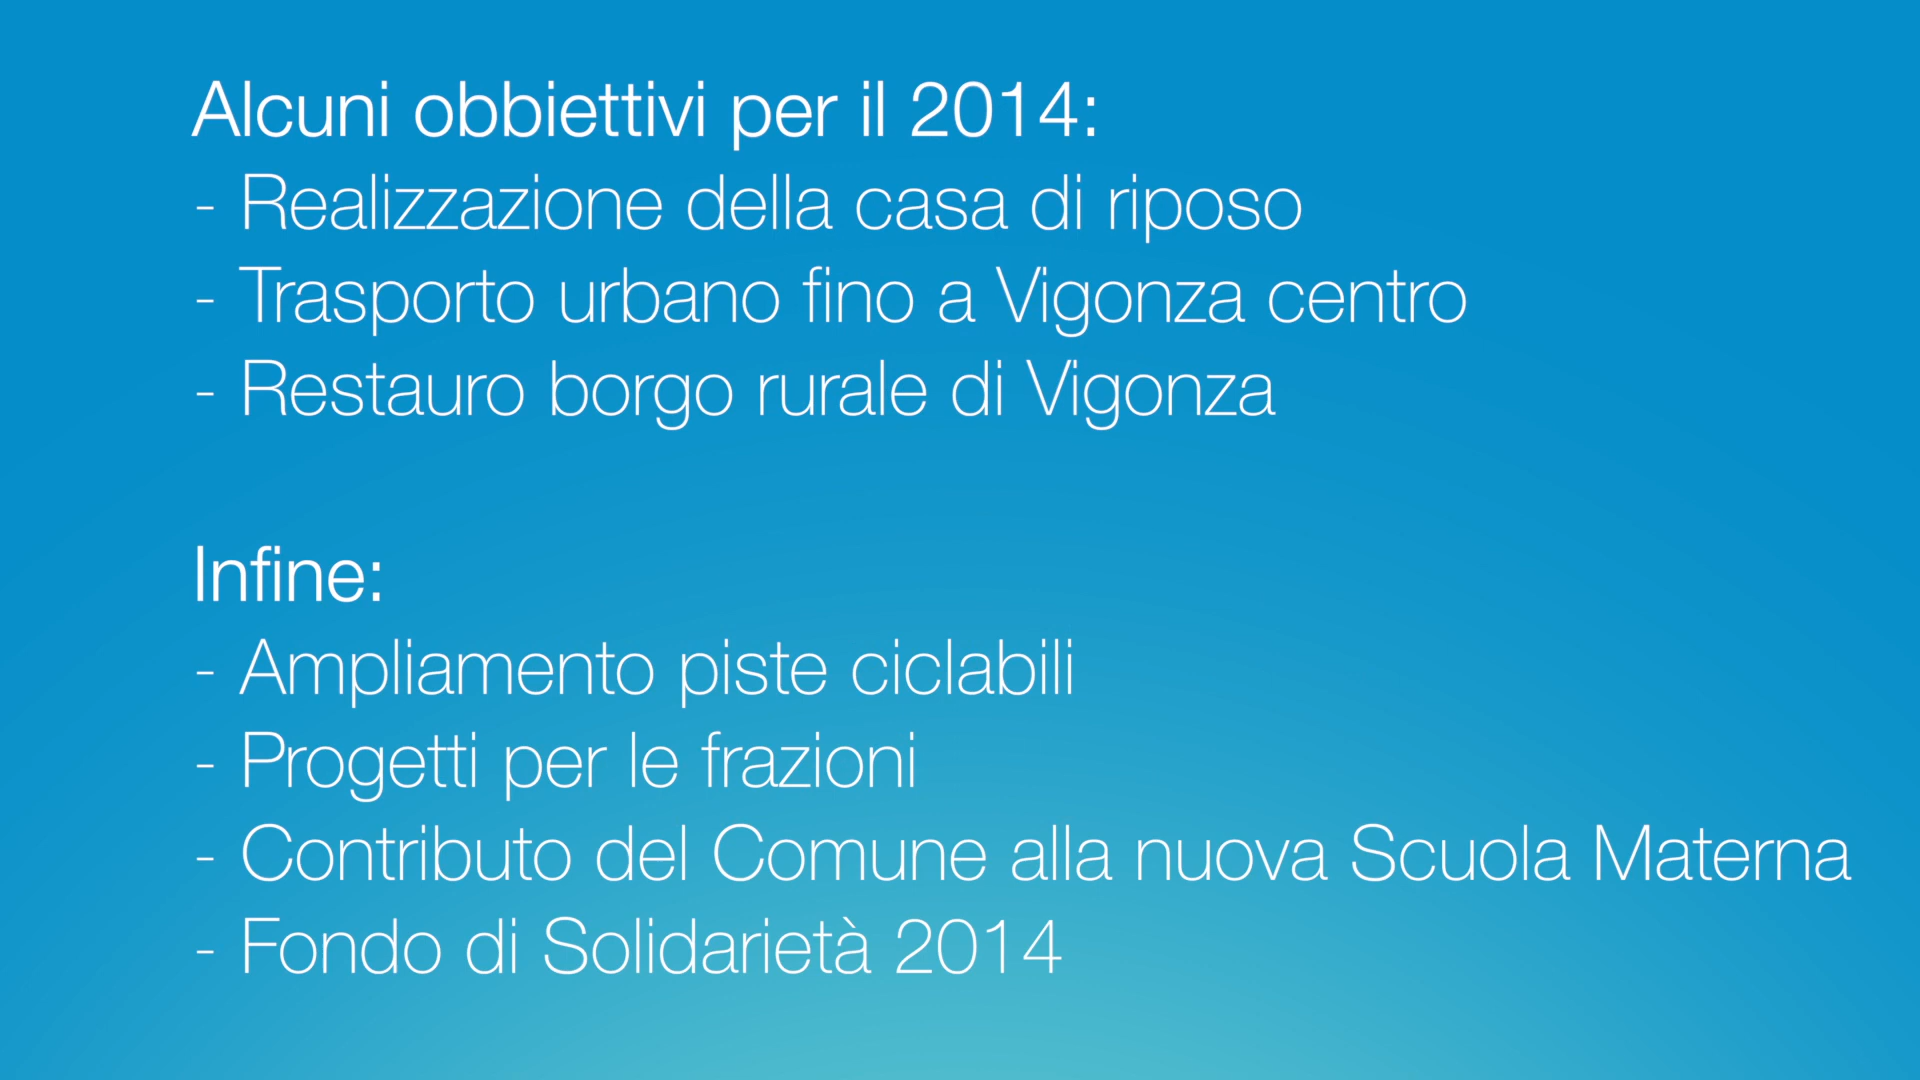 Alcuni obbiettivi per il 2014:
- Realizzazione della casa di riposo
- Trasporto urbano fino a Vigonza centro
- Restauro borgo rurale di Vigonza
Infine:
- Ampliamento piste ciclabili
- Progetti per le frazioni
- Contributo del Comune alla nuova Scuola Materna
- Fondo di Solidarietà 2014